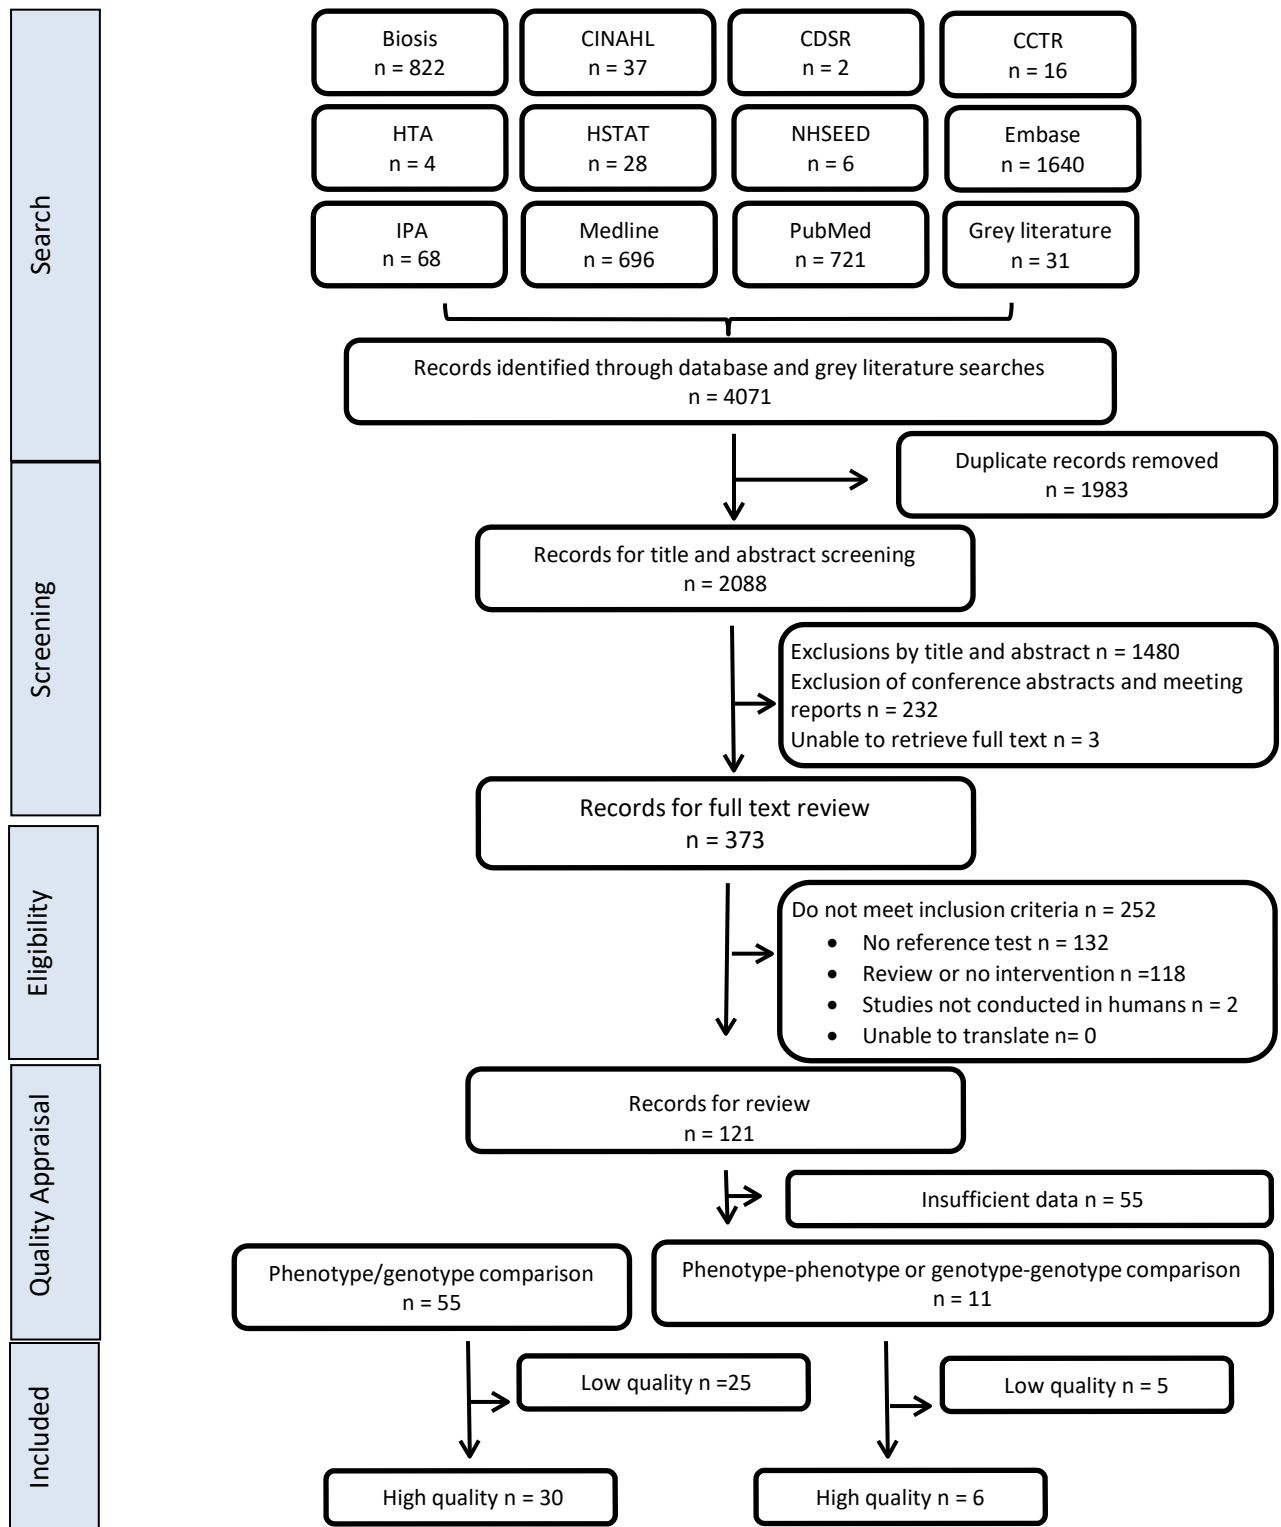 Search
Biosis
n = 822
CINAHL
n = 37
CDSR
n = 2
CCTR
n = 16
HTA
n = 4
HSTAT
n = 28
NHSEED
n = 6
Embase
n = 1640
IPA
n = 68
Medline
n = 696
PubMed
n = 721
Grey literature
n = 31
Records identified through database and grey literature searches
n = 4071
Screening
Duplicate records removed
n = 1983
Records for title and abstract screening
n = 2088
Exclusions by title and abstract n = 1480
Exclusion of conference abstracts and meeting
reports n = 232
Unable to retrieve full text n = 3
Records for full text review
n = 373
Eligibility
Do not meet inclusion criteria n = 252
• No reference test n = 132
• Review or no intervention n =118
• Studies not conducted in humans n = 2
• Unable to translate n= 0
Quality Appraisal
Records for review
n = 121
Insufficient data n = 55
Phenotype/genotype comparison
n = 55
Phenotype-phenotype or genotype-genotype comparison
n = 11
Included
Low quality n =25
Low quality n = 5
High quality n = 30
High quality n = 6